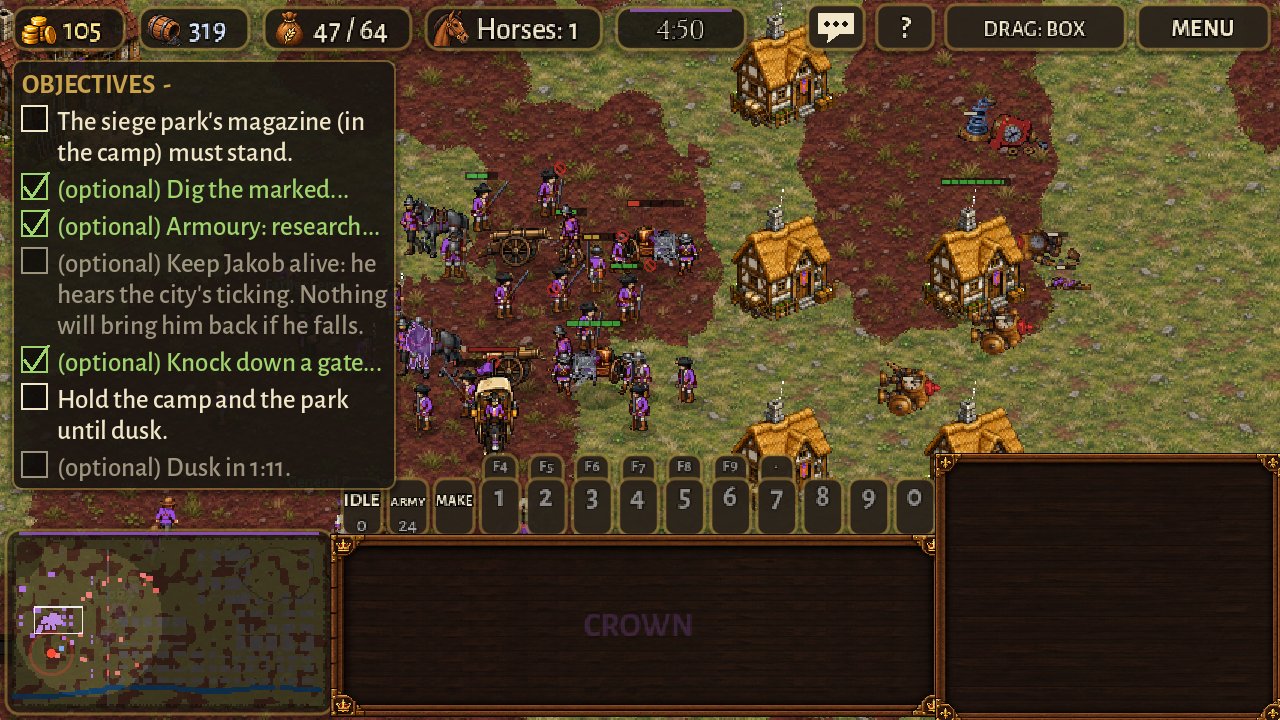 105
319
47 / 64
Horses: 1
4:50
?
DRAG: BOX
MENU
OBJECTIVES -
The siege park's magazine (in
the camp) must stand.
(optional) Dig the marked...
(optional) Armoury: research...
(optional) Keep Jakob alive: he
hears the city's ticking. Nothing
will bring him back if he falls.
(optional) Knock down a gate...
Hold the camp and the park
until dusk.
(optional) Dusk in 1:11.
F4 F5 F6 F7 F8 F9
IDLE ARMY MAKE 1 2 3 4 5 6 7 8 9 0
0 24
CROWN